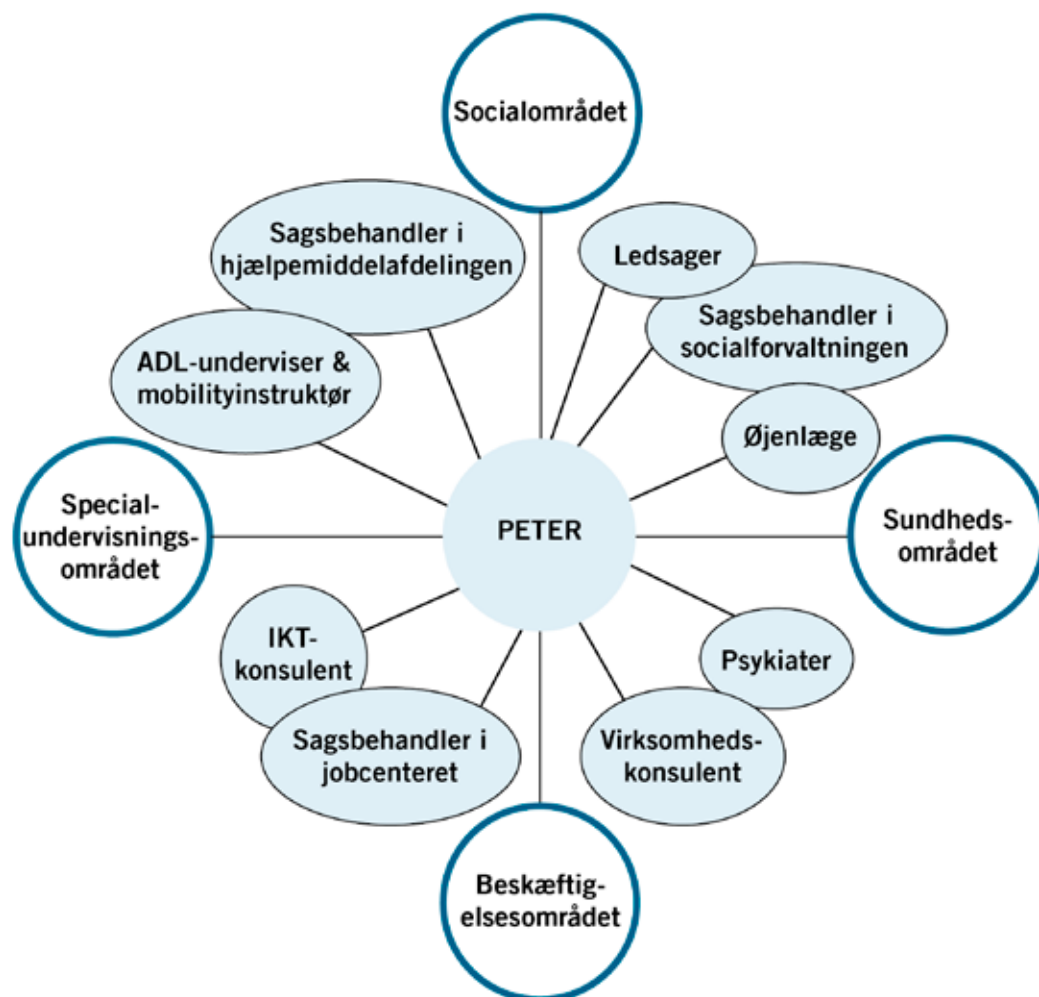 Socialområdet
Sagsbehandler i
hjælpemiddelafdelingen
Ledsager
Sagsbehandler i
socialforvaltningen
ADL-underviser &
mobilityinstruktør
Øjenlæge
Special-
undervisnings-
området
PETER
Sundheds-
området
IKT-
konsulent
Psykiater
Sagsbehandler i
jobcenteret
Virksomheds-
konsulent
Beskæftig-
elsesområdet